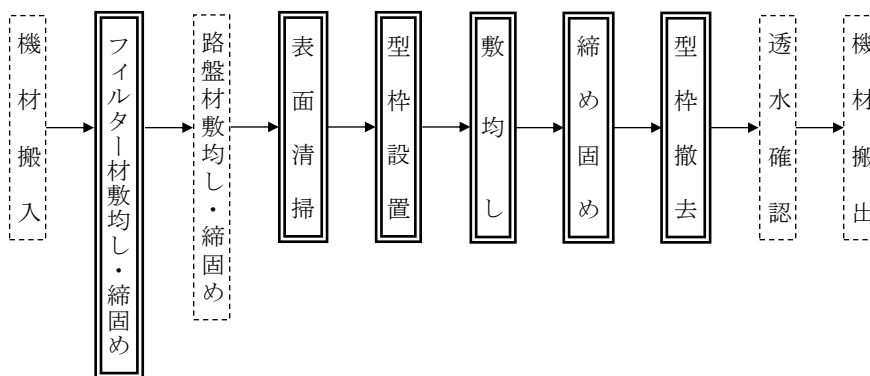 機材搬入
フィルター材敷均し・締固め
路盤材敷均し・締固め
表面清掃
型枠設置
敷均し
締め固め
型枠撤去
透水確認
機材搬出